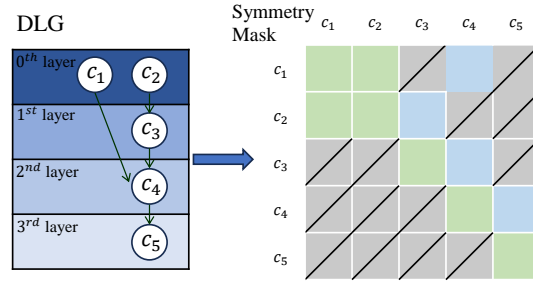 DLG
0th layer
c1
c2
1st layer
c3
2nd layer
c4
3rd layer
c5
Symmetry
Mask
c1 c2 c3 c4 c5
c1
c2
c3
c4
c5